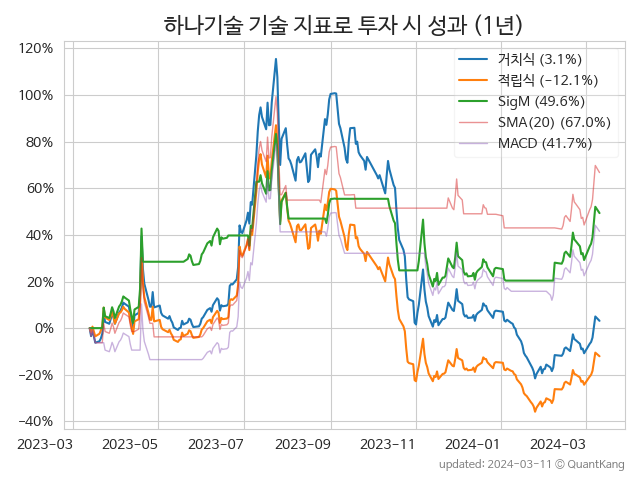 하나기술 기술 지표로 투자 시 성과 (1년)
120%
100%
80%
60%
40%
20%
0%
−20%
−40%
거치식 (3.1%)
적립식 (−12.1%)
SigM (49.6%)
SMA(20) (67.0%)
MACD (41.7%)
2023-03 2023-05 2023-07 2023-09 2023-11 2024-01 2024-03
updated: 2024-03-11 © QuantKang